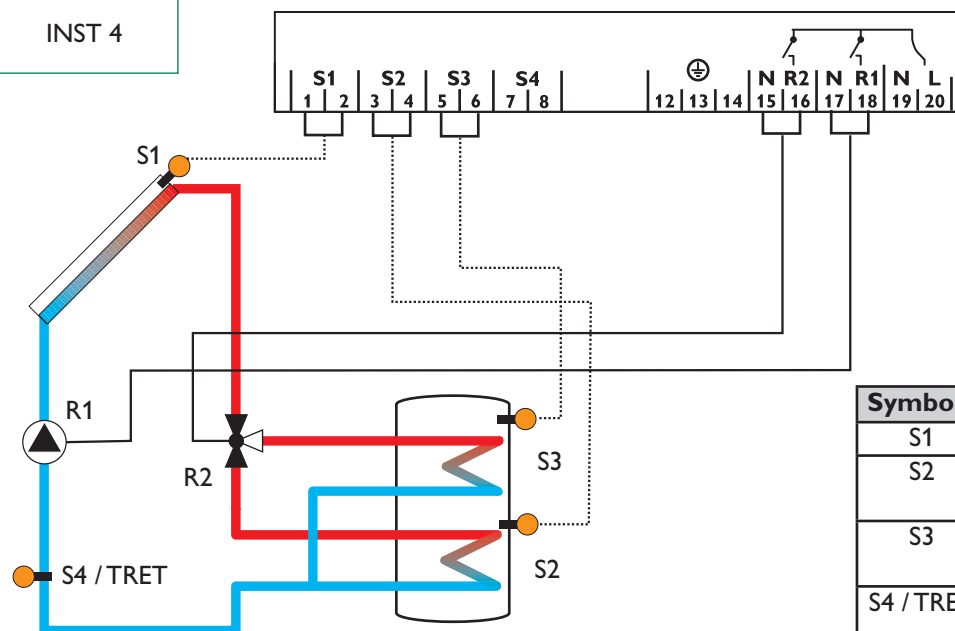 INST 4
S1 S2 S3 S4 N R2 N R1 N L
1 2 3 4 5 6 7 8 12 13 14 15 16 17 18 19 20
S1
R1
R2
S3
S2
S4 / TRET
Symbo
S1
S2
S3
S4 / TRE